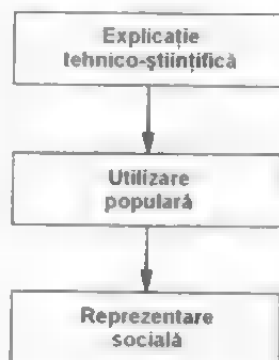 Explicație
tehnico-științifică
Utilizare
populară
Reprezentare
socială